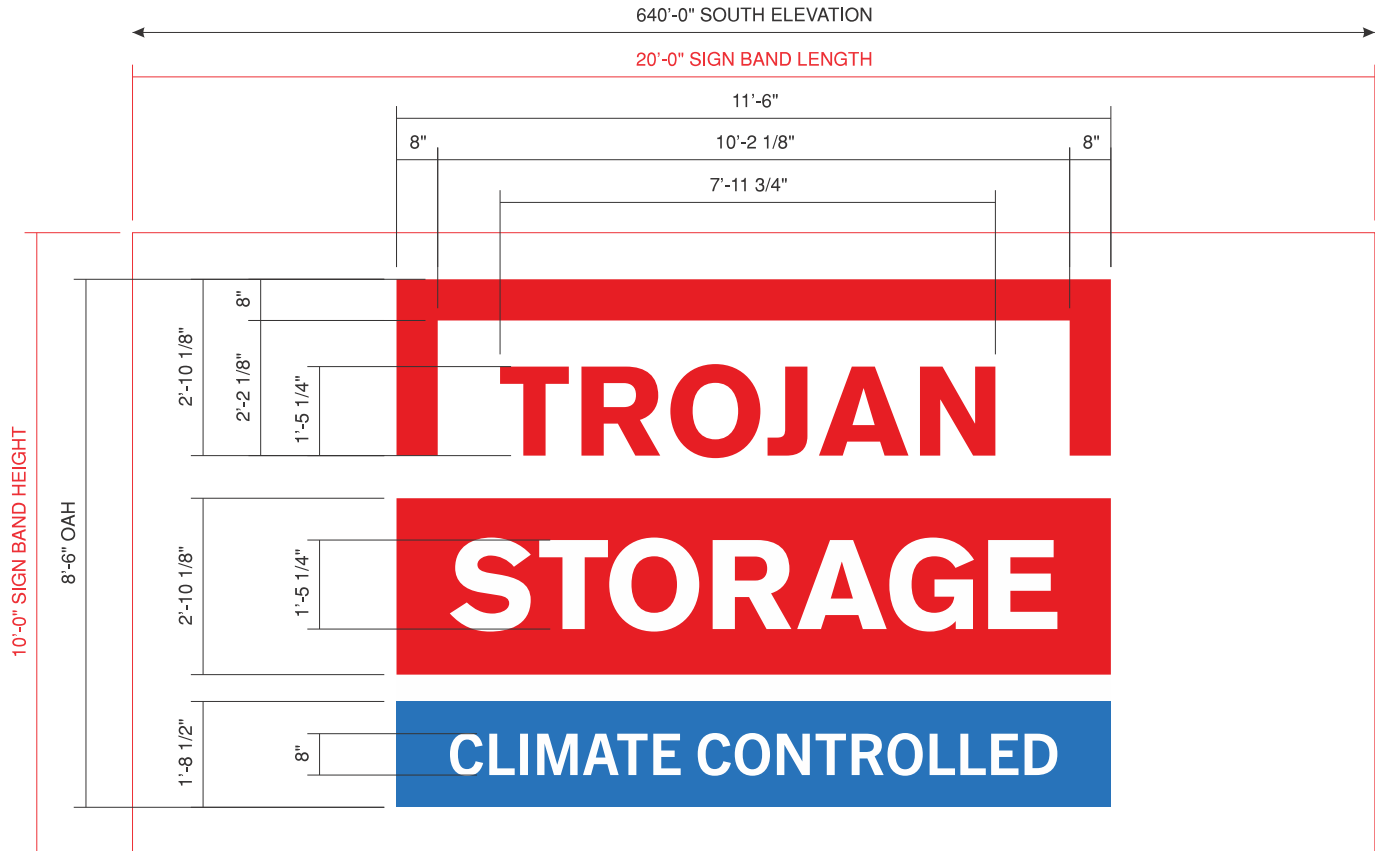 640'-0" SOUTH ELEVATION
20'-0" SIGN BAND LENGTH
11'-6"
8" 10'-2 1/8" 8"
7'-11 3/4"
10'-0" SIGN BAND HEIGHT
8'-6" OAH
2'-10 1/8"
8"
2'-2 1/8"
1'-5 1/4"
TROJAN
2'-10 1/8"
1'-5 1/4"
STORAGE
1'-8 1/2"
8"
CLIMATE CONTROLLED